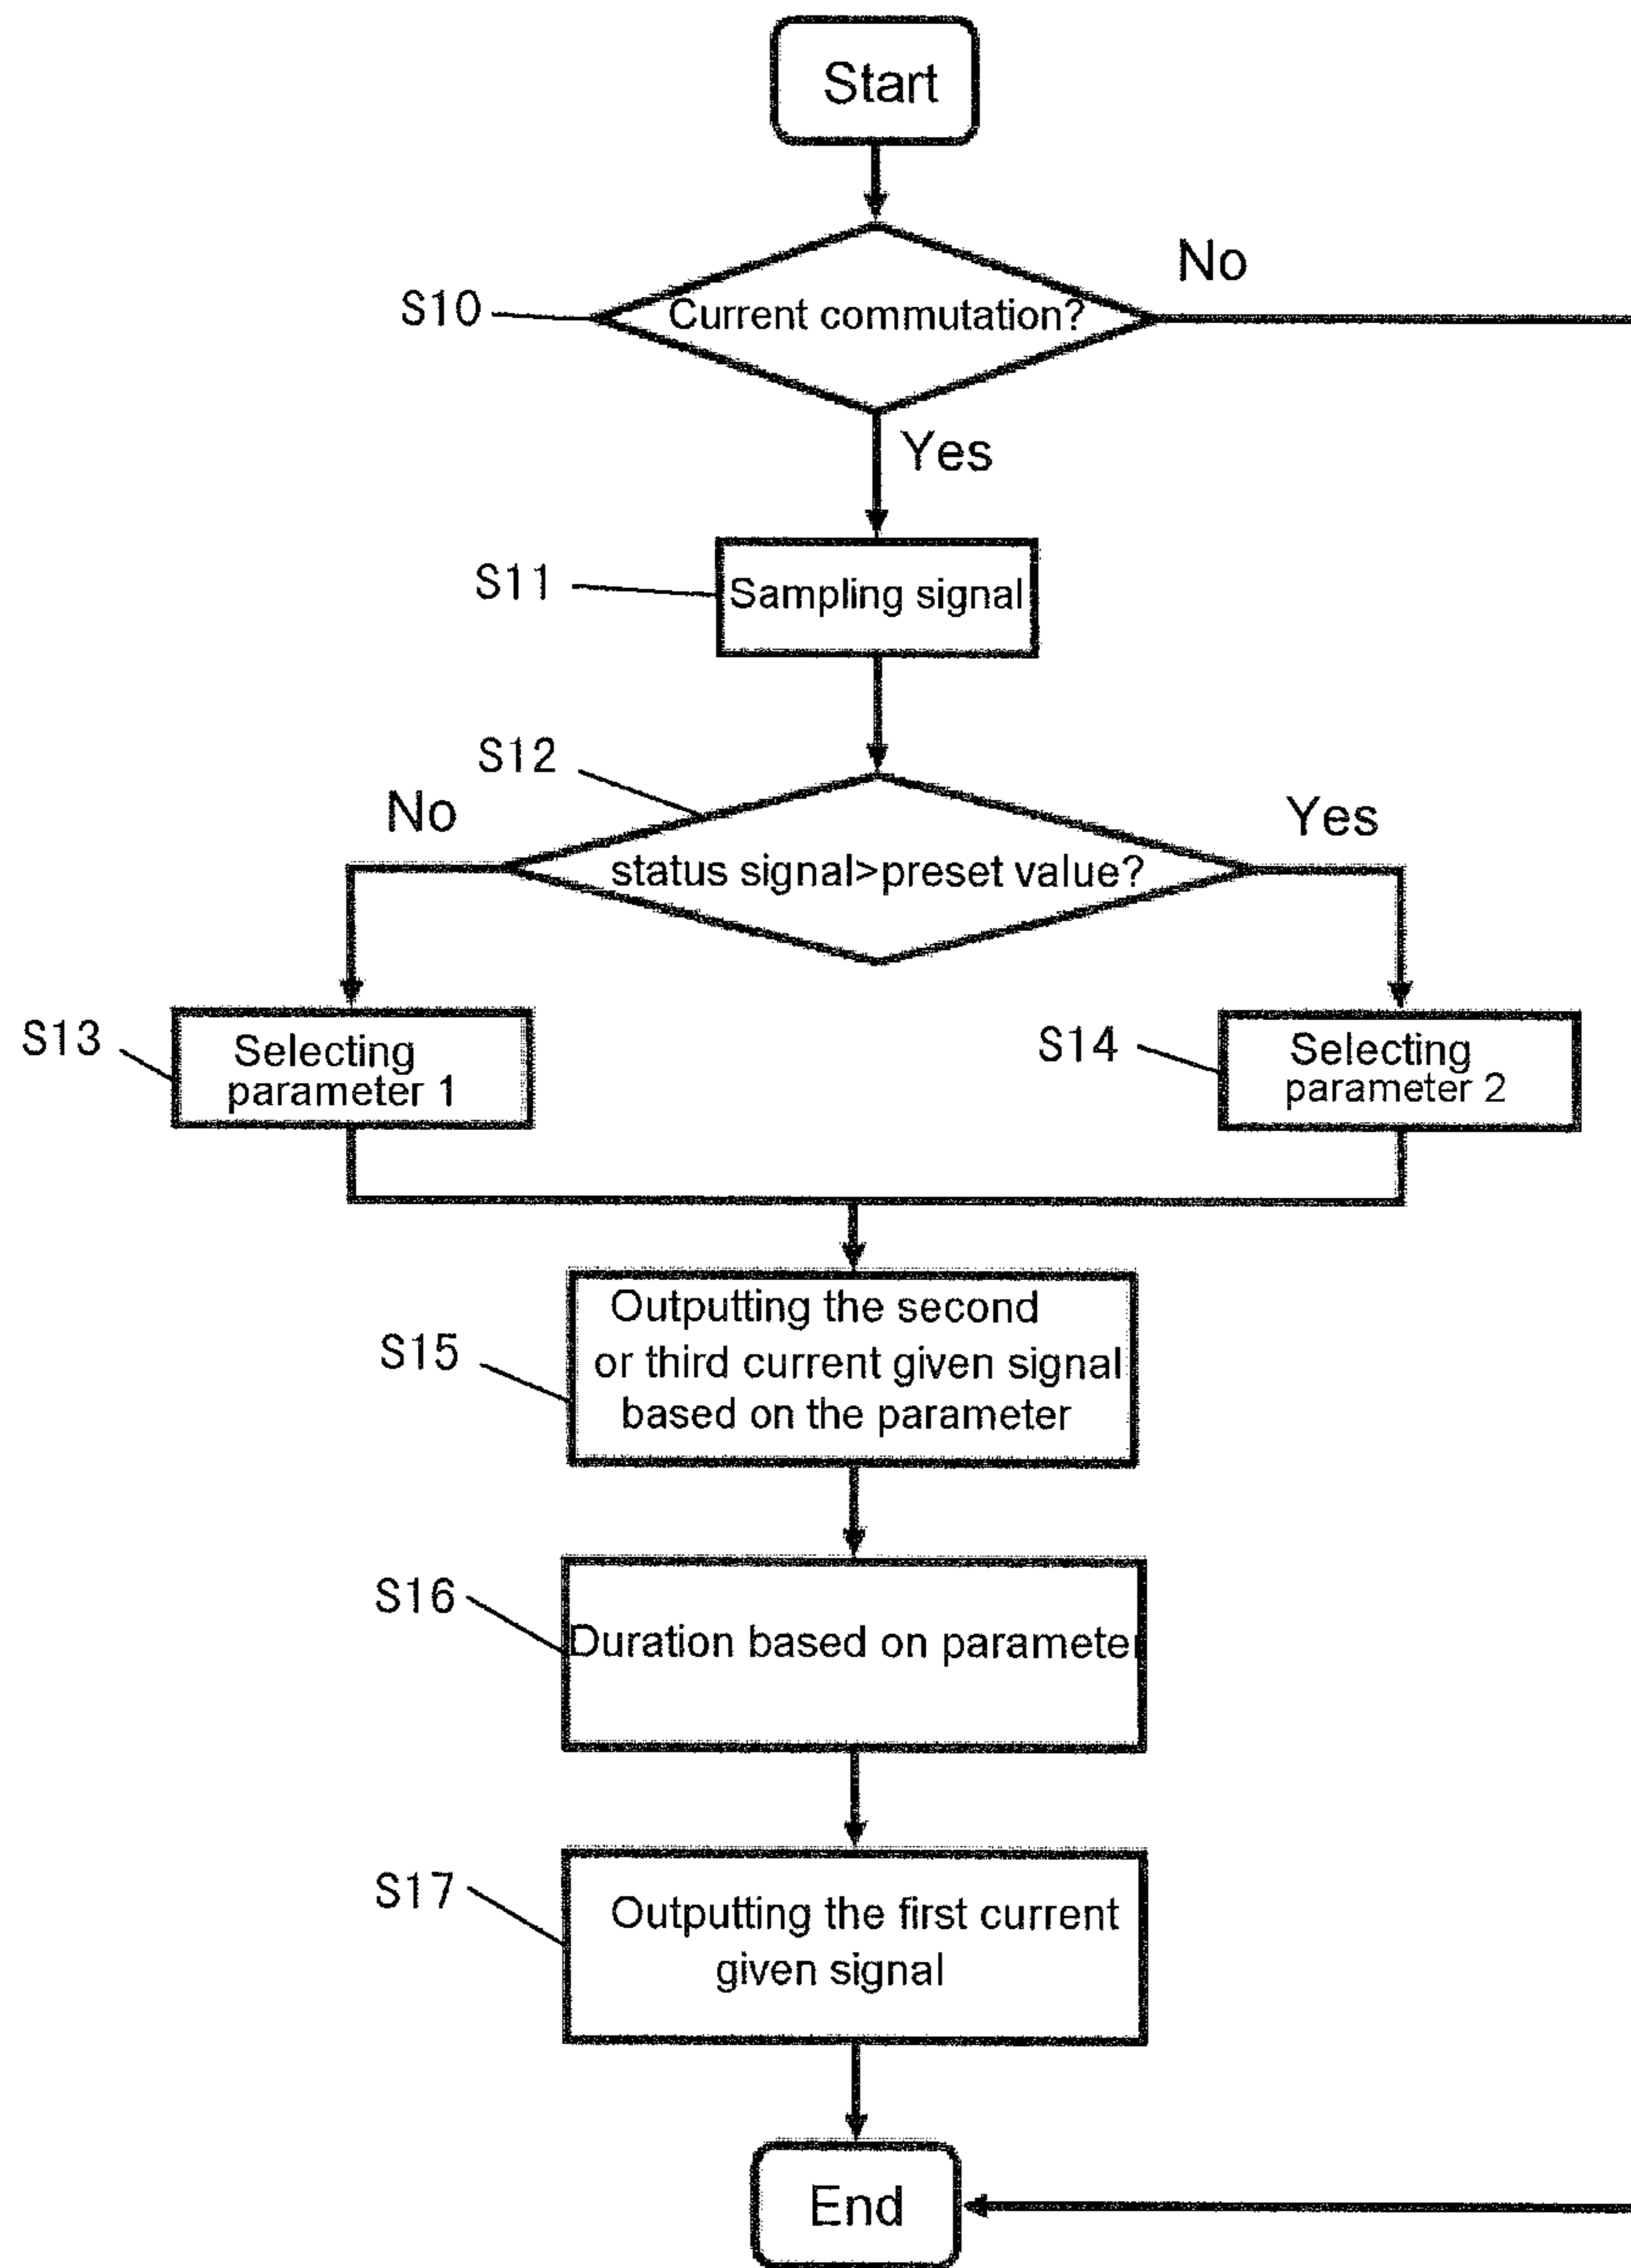 Start
No
S10
Current commutation?
Yes
S11
Sampling signal
S12
No
Yes
status signal>preset value?
S13
Selecting
parameter 1
S14
Selecting
parameter 2
S15
Outputting the second
or third current given signal
based on the parameter
S16
Duration based on parameter
S17
Outputting the first current
given signal
End